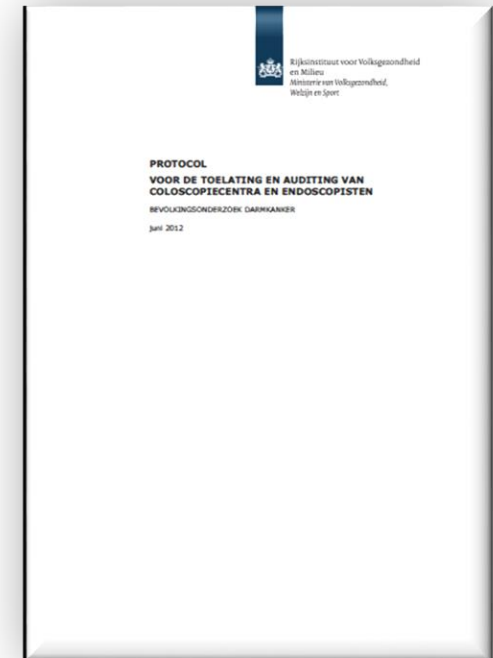 Rijksinstituut voor Volksgezondheid
en Milieu
Ministerie van Volksgezondheid,
Welzijn en Sport
PROTOCOL
VOOR DE TOELATING EN AUDITING VAN
COLOSCOPIECENTRA EN ENDOSCOPISTEN
BEVOLKINGSONDERZOEK DARMKANKER
juni 2012